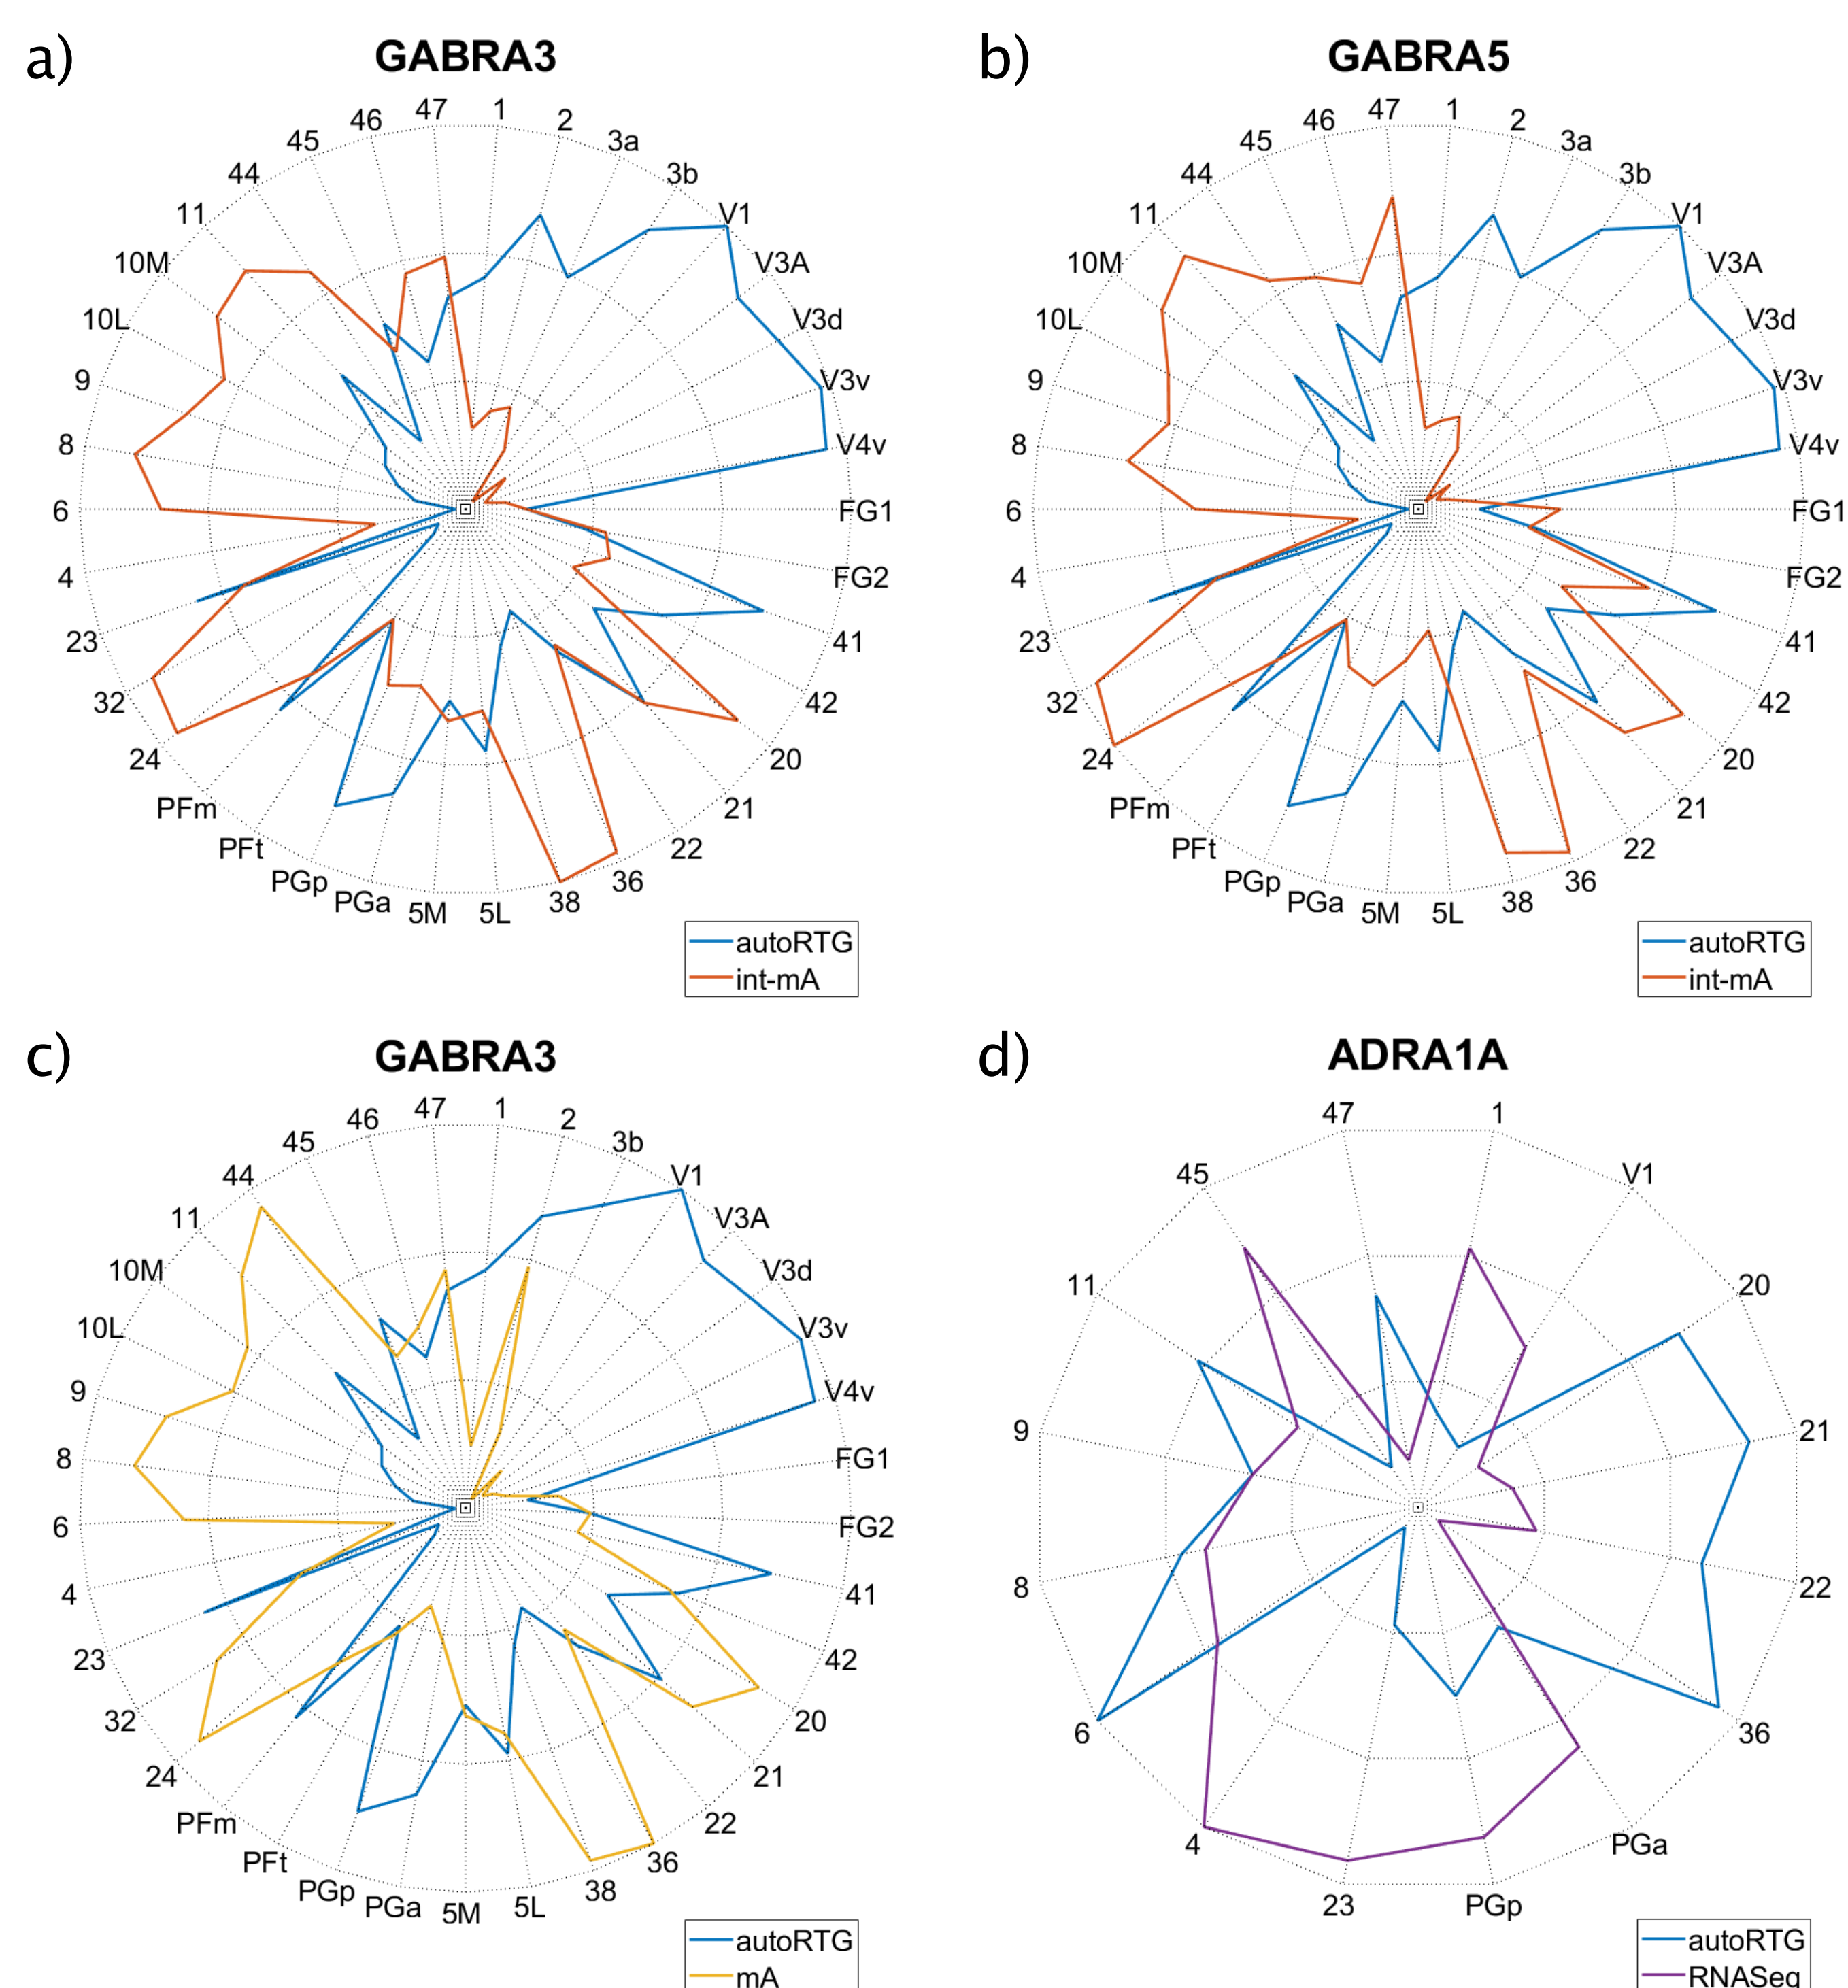 a)
GABRA3
47
1
2
3a
3b
V1
V3A
V3d
V3v
V4v
FG1
FG2
41
42
20
21
22
36
38
5L
5M
PGa
PGp
PFt
PFm
24
32
23
4
6
8
9
10L
10M
11
44
45
46
autoRTG
int-mA
b)
GABRA5
47
1
2
3a
3b
V1
V3A
V3d
V3v
V4v
FG1
FG2
41
42
20
21
22
36
38
5L
5M
PGa
PGp
PFt
PFm
24
32
23
4
6
8
9
10L
10M
11
44
45
46
autoRTG
int-mA
c)
GABRA3
47
1
2
3b
V1
V3A
V3d
V3v
V4v
FG1
FG2
41
42
20
21
22
36
38
5L
5M
PGa
PGp
PFt
PFm
24
32
23
4
6
8
9
10L
10M
11
44
45
46
autoRTG
mA
d)
ADRA1A
47
1
V1
20
21
22
36
PGa
PGp
23
4
6
8
9
11
45
autoRTG
RNASeq